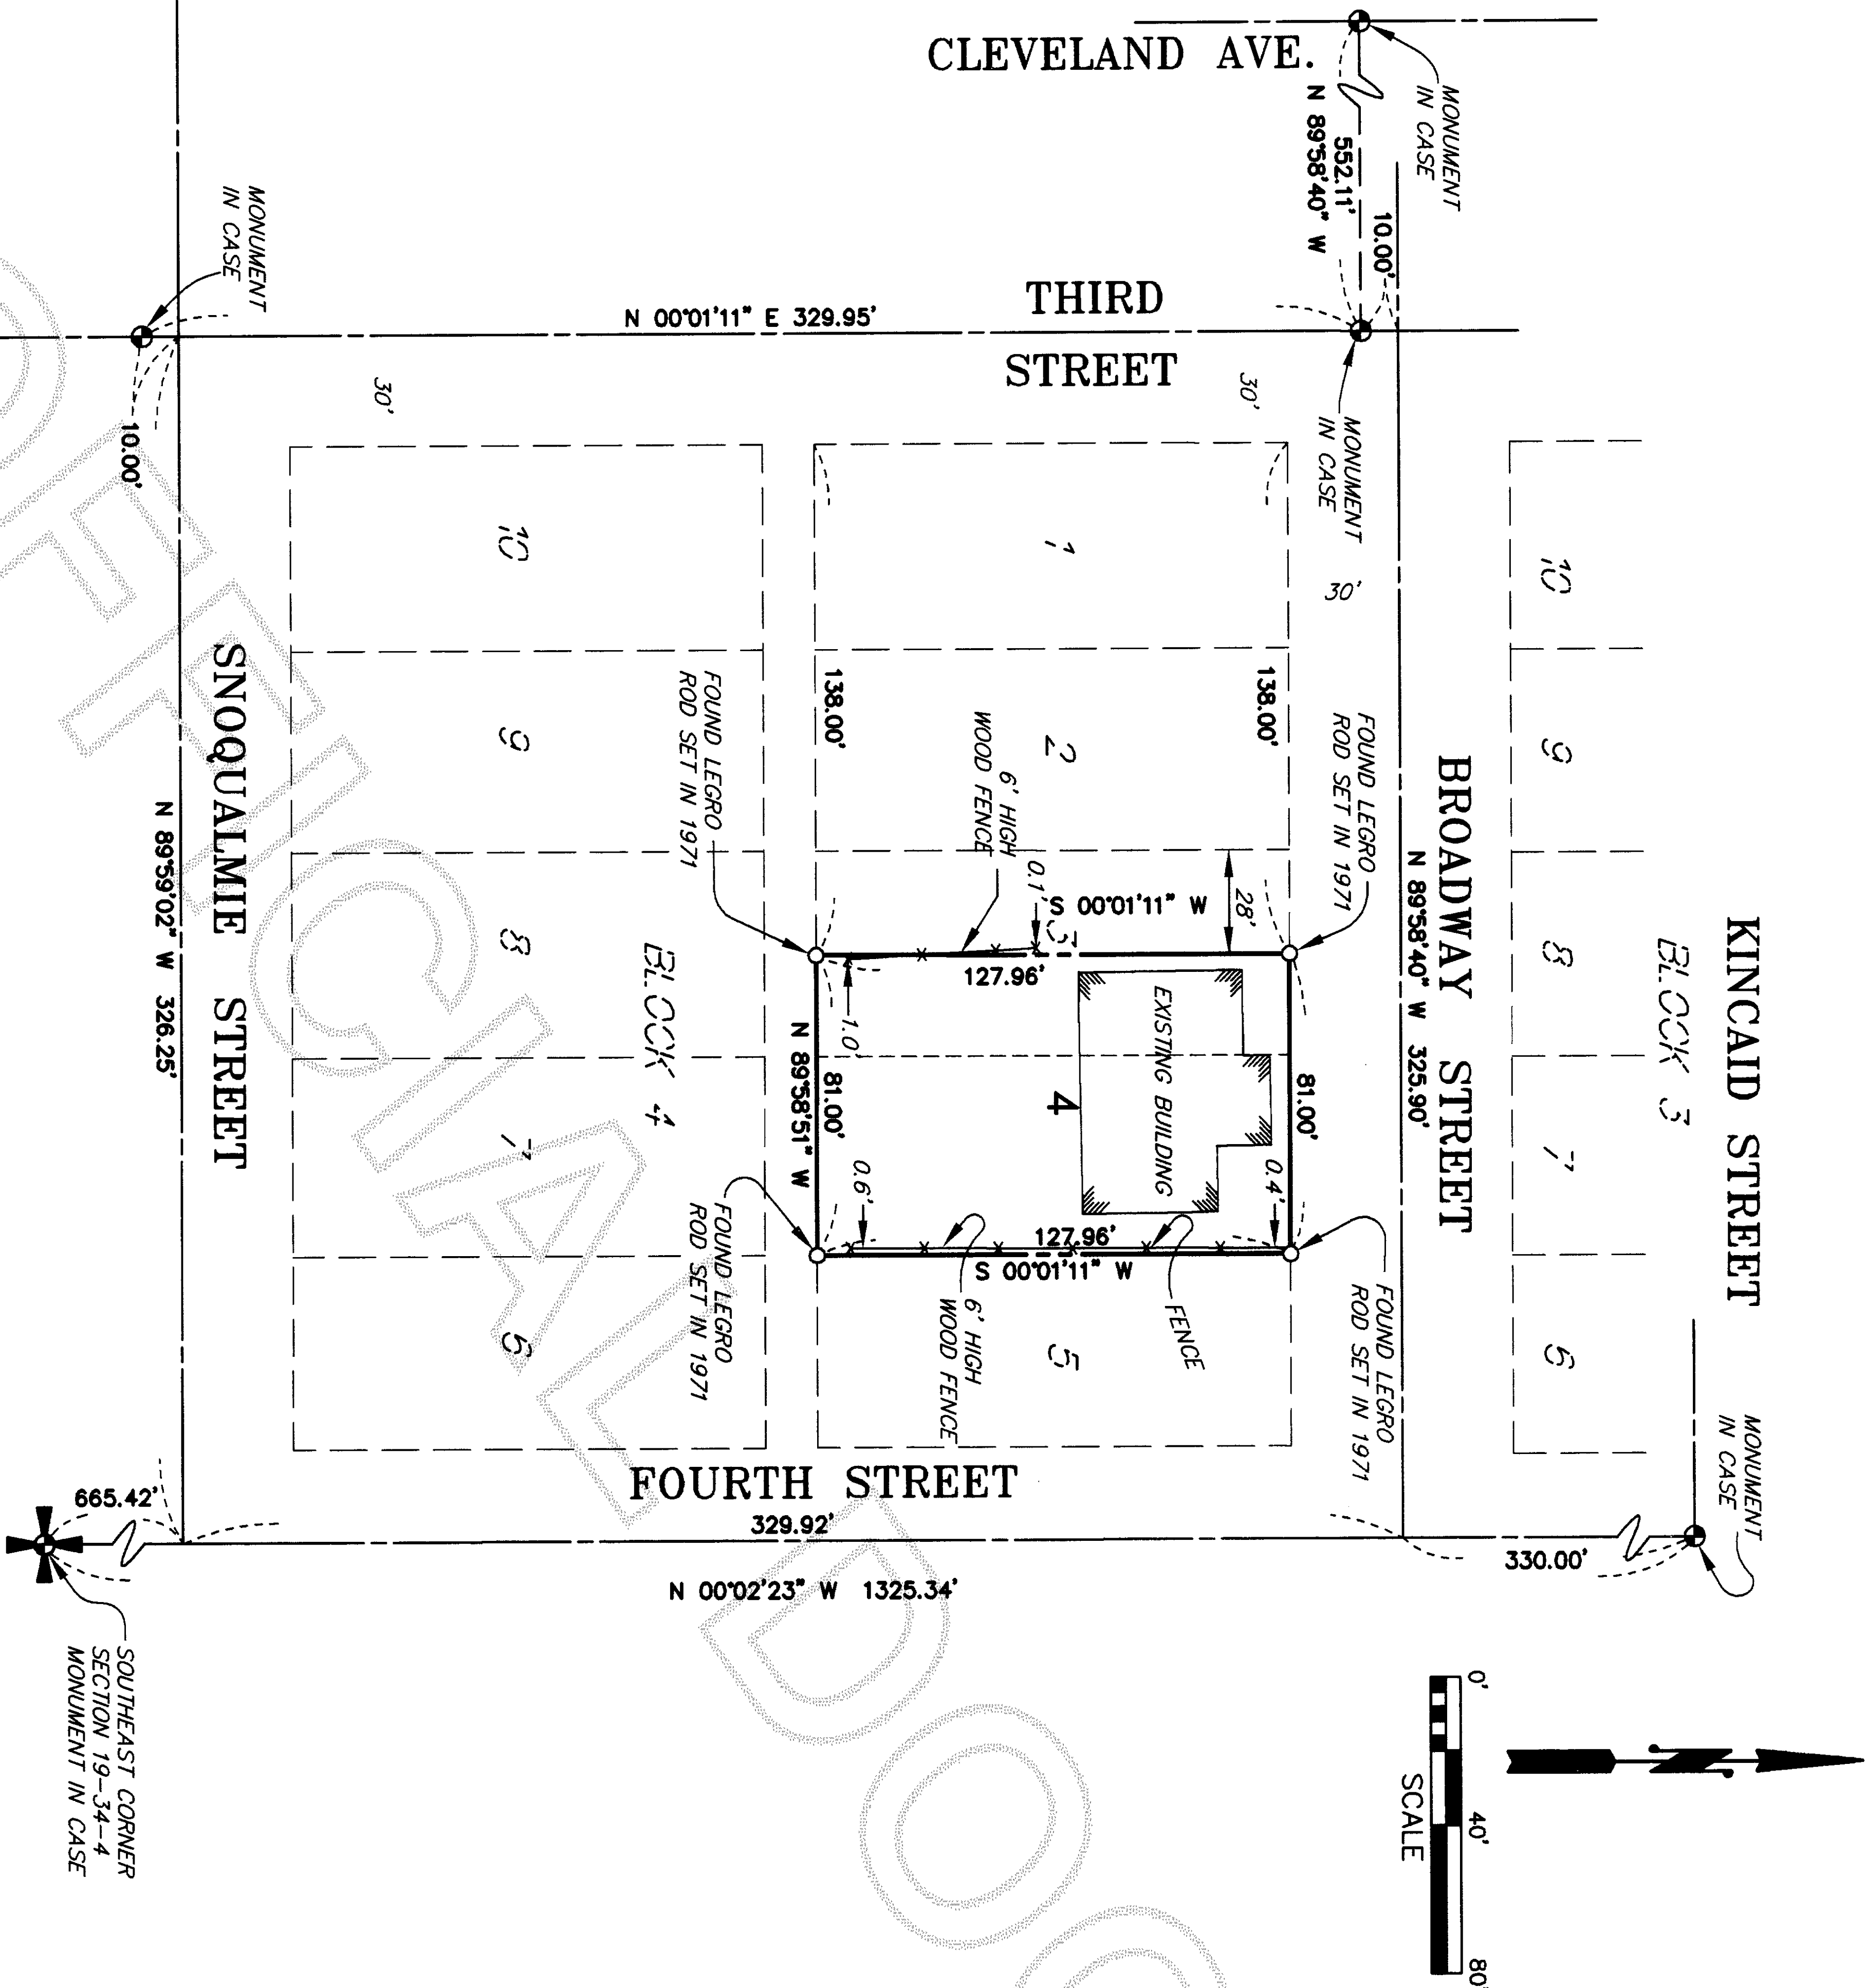 KINCAID STREET
BLOCK 3
10
9
8
7
6
MONUMENT
IN CASE
330.00'
CLEVELAND AVE.
MONUMENT
IN CASE
552.11'
N 89°58'40" W
10.00'
MONUMENT
IN CASE
BROADWAY STREET
N 89°58'40" W 325.90'
30'
30'
THIRD
STREET
N 00°01'11" E 329.95'
FOUND LEGRO
ROD SET IN 1971
FOUND LEGRO
ROD SET IN 1971
138.00'
81.00'
28'
0.4'
S 00°01'11" W
127.96'
EXISTING BUILDING
FENCE
127.96'
S 00°01'11" W
1
2
3
4
5
0.1'
6' HIGH
WOOD FENCE
6' HIGH
WOOD FENCE
1.0'
0.6'
138.00'
81.00'
N 89°58'51" W
FOUND LEGRO
ROD SET IN 1971
FOUND LEGRO
ROD SET IN 1971
BLOCK 4
10
9
8
7
6
30'
FOURTH STREET
329.92'
N 00°02'23" W 1325.34'
SNOQUALMIE STREET
N 89°59'02" W 326.25'
MONUMENT
IN CASE
10.00'
665.42'
SOUTHEAST CORNER
SECTION 19-34-4
MONUMENT IN CASE
0'
40'
80'
SCALE
N
OFFICIAL DOC